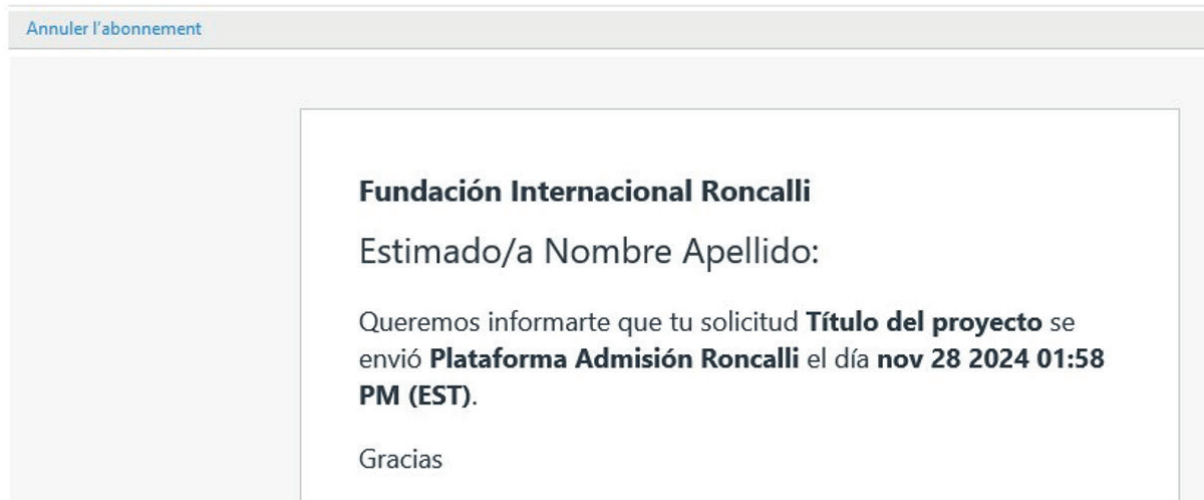 Annuler l'abonnement
Fundación Internacional Roncalli
Estimado/a Nombre Apellido:
Queremos informarte que tu solicitud Título del proyecto se
envió Plataforma Admisión Roncalli el día nov 28 2024 01:58
PM (EST).
Gracias